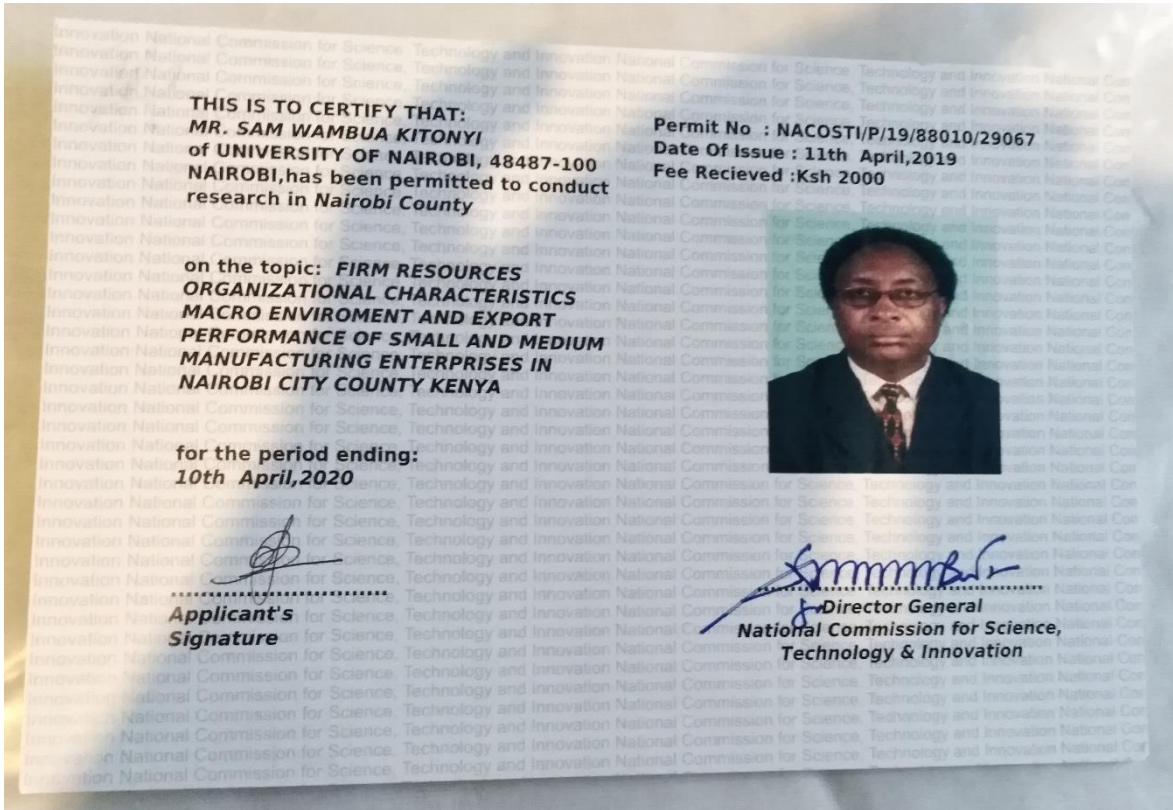 THIS IS TO CERTIFY THAT:
MR. SAM WAMBUA KITONYI
of UNIVERSITY OF NAIROBI, 48487-100
NAIROBI,has been permitted to conduct
research in Nairobi County
on the topic: FIRM RESOURCES
ORGANIZATIONAL CHARACTERISTICS
MACRO ENVIROMENT AND EXPORT
PERFORMANCE OF SMALL AND MEDIUM
MANUFACTURING ENTERPRISES IN
NAIROBI CITY COUNTY KENYA
for the period ending:
10th April,2020
Applicant's
Signature
Permit No : NACOSTI/P/19/88010/29067
Date Of Issue : 11th April,2019
Fee Recieved :Ksh 2000
Director General
National Commission for Science,
Technology & Innovation